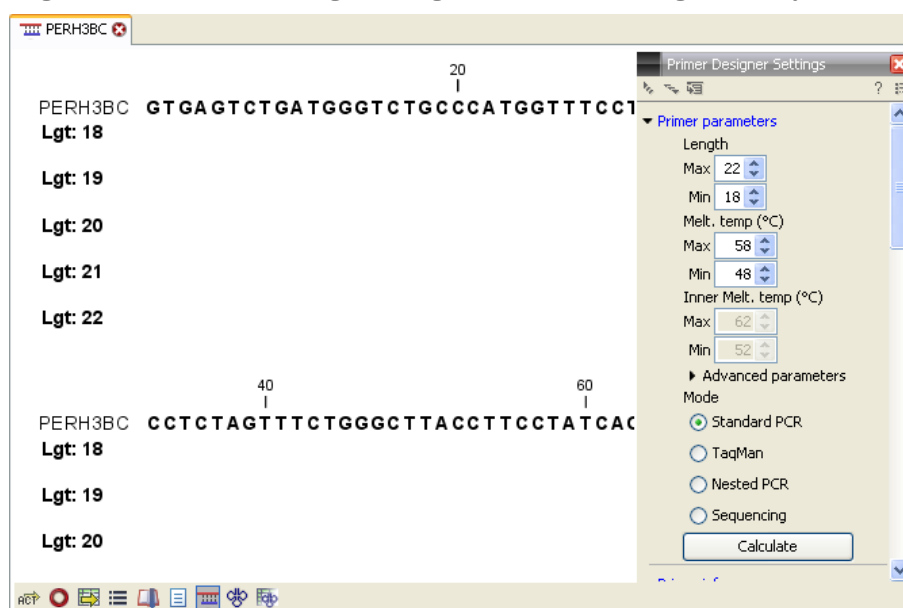 PERH3BC
20
PERH3BC GTGAGTCTGATGGGTCTGCCCATGGTTTCCT
Lgt: 18
Lgt: 19
Lgt: 20
Lgt: 21
Lgt: 22
40 60
PERH3BC CCTCTAGTTTCTGGGCTTACCTTCCTATCAC
Lgt: 18
Lgt: 19
Lgt: 20
Primer Designer Settings
?
Primer parameters
Length
Max 22
Min 18
Melt. temp (°C)
Max 58
Min 48
Inner Melt. temp (°C)
Max 62
Min 52
Advanced parameters
Mode
Standard PCR
TaqMan
Nested PCR
Sequencing
Calculate
ACT